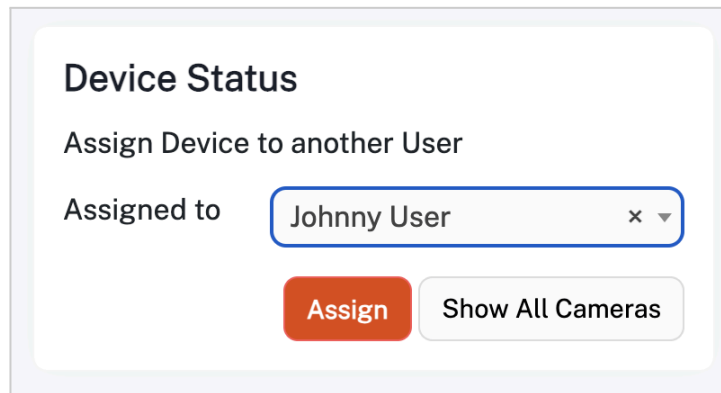 Device Status
Assign Device to another User
Assigned to
Johnny User ×
Assign Show All Cameras